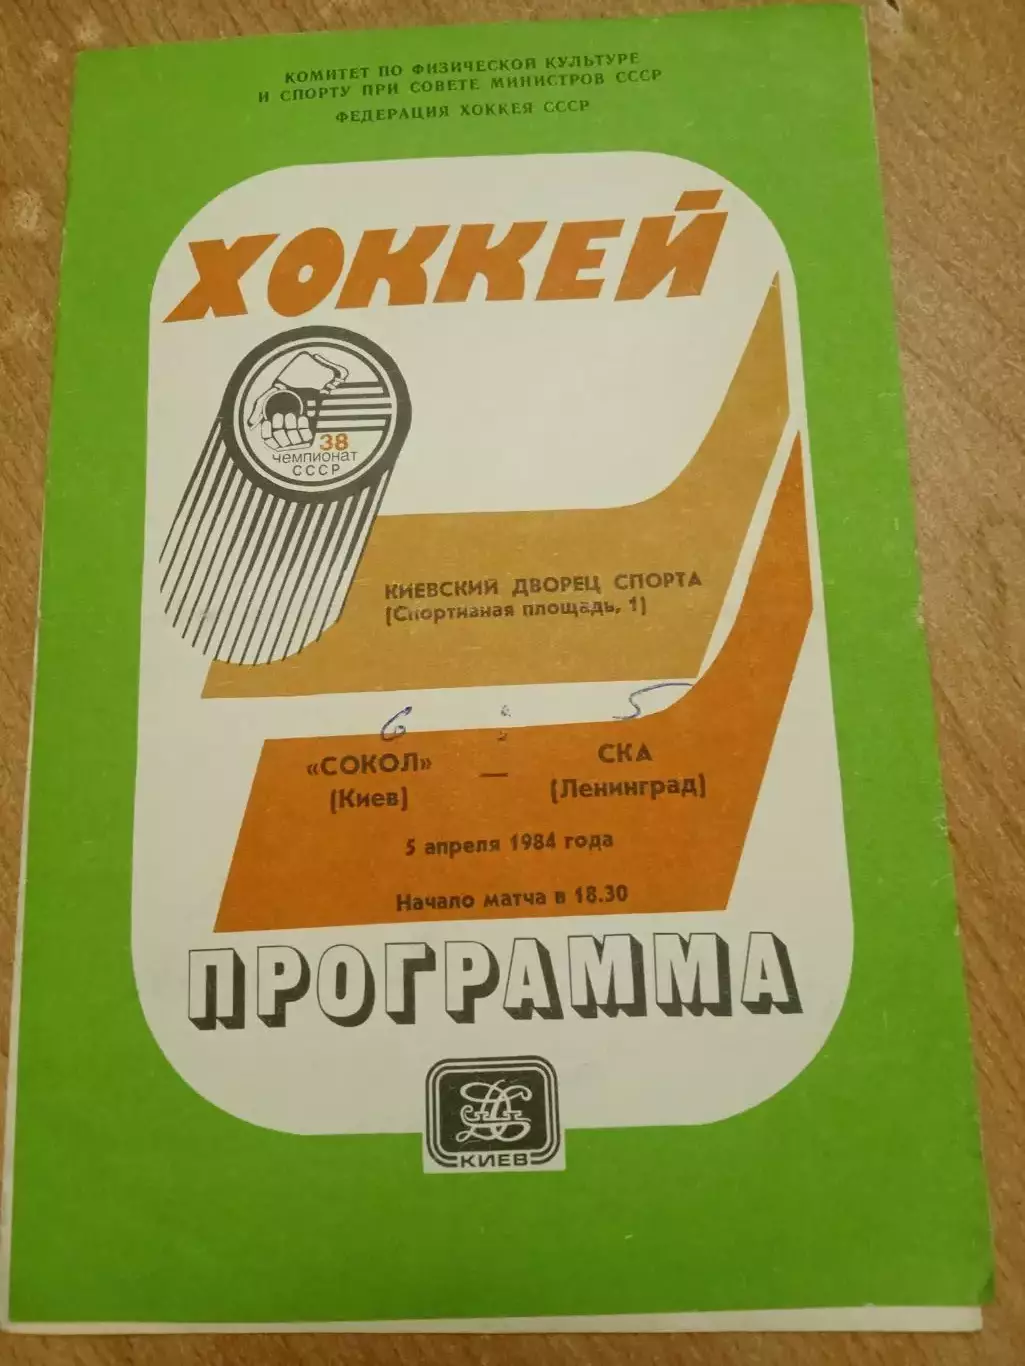 КОМИТЕТ ПО ФИЗИЧЕСКОЙ КУЛЬТУРЕ
И СПОРТУ ПРИ СОВЕТЕ МИНИСТРОВ СССР
ФЕДЕРАЦИЯ ХОККЕЯ СССР
ХОККЕЙ
38
чемпионат
СССР
КИЕВСКИЙ ДВОРЕЦ СПОРТА
(Спортивная площадь, 1)
6 : 5
«СОКОЛ» — СКА
(Киев) (Ленинград)
5 апреля 1984 года
Начало матча в 18.30
ПРОГРАММА
КИЕВ